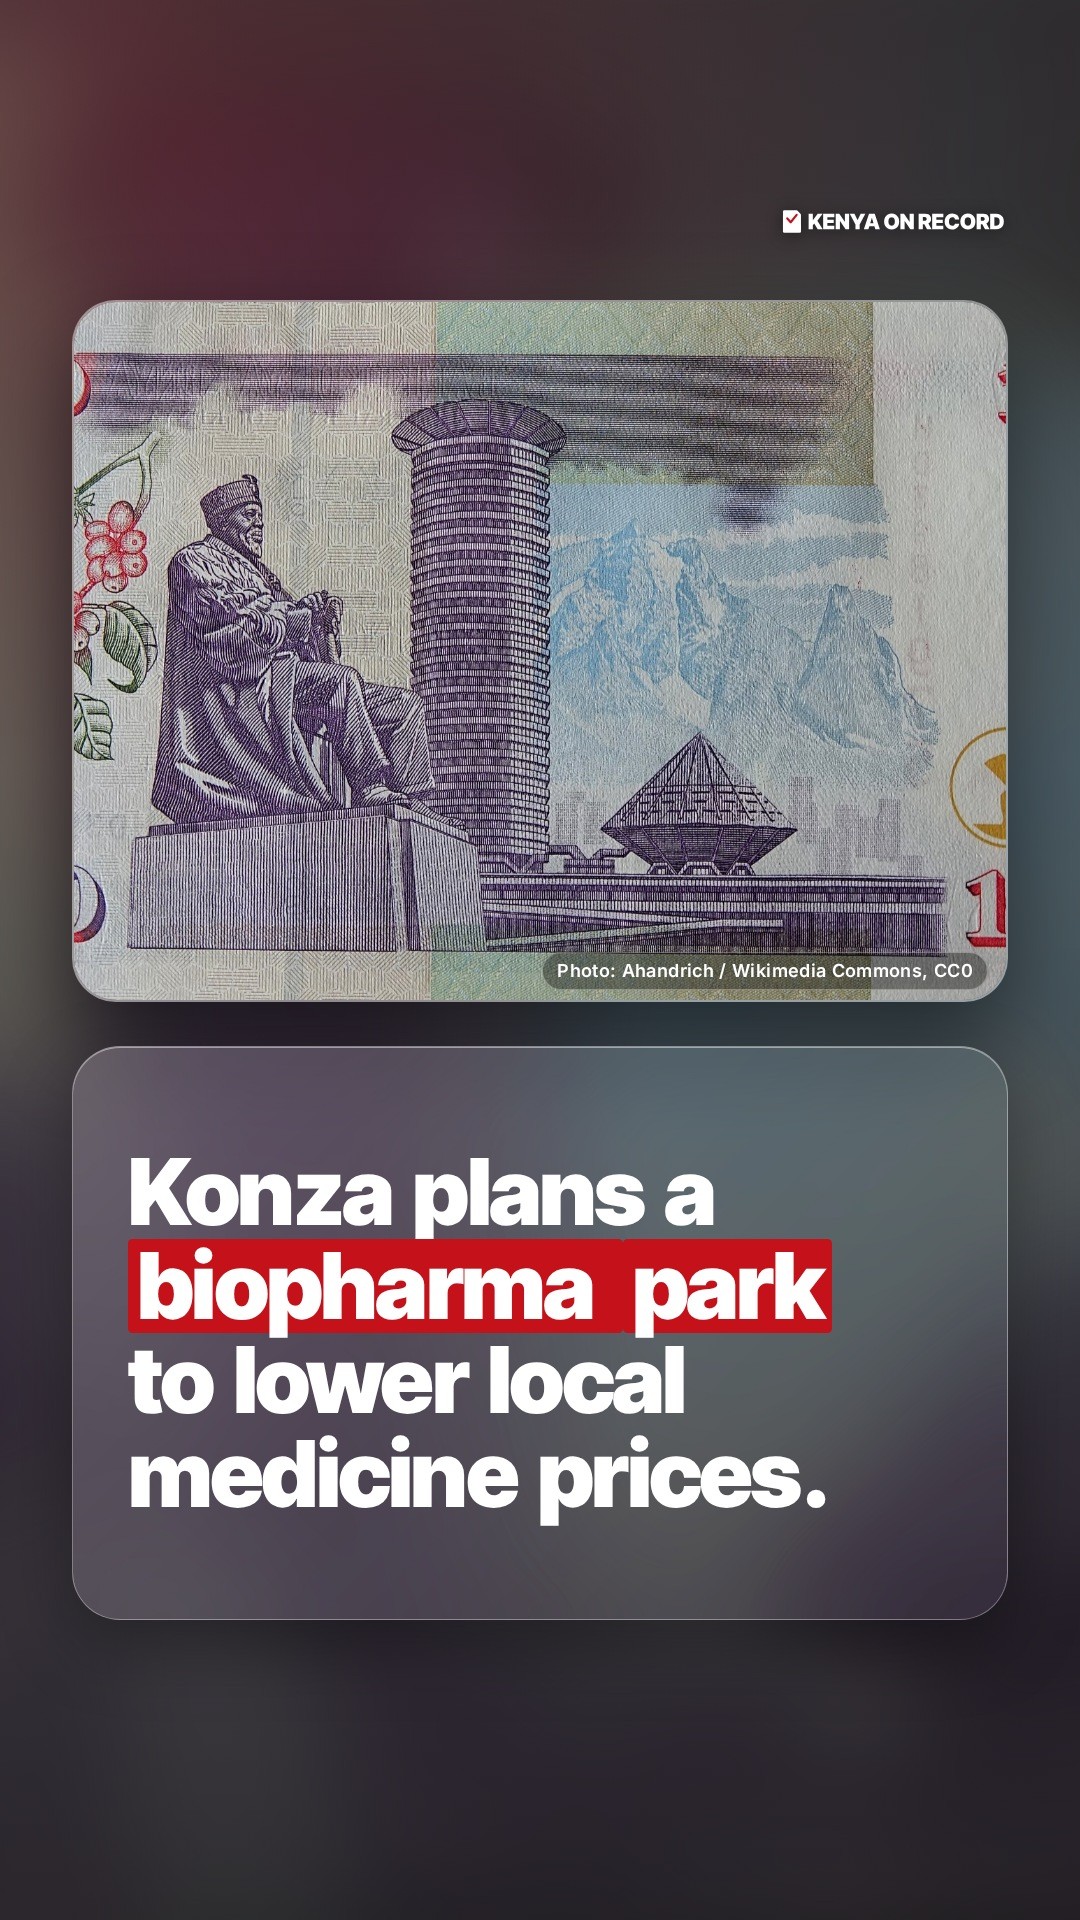 KENYA ON RECORD
Photo: Ahandrich / Wikimedia Commons, CC0
Konza plans a
biopharma park
to lower local
medicine prices.